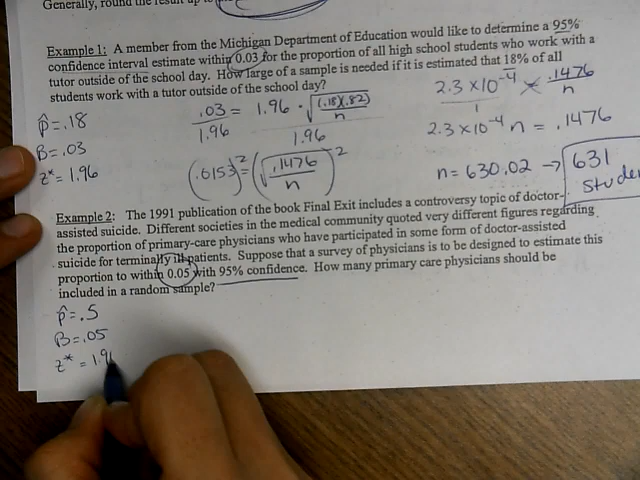 Generally, round the result up to
Example 1: A member from the Michigan Department of Education would like to determine a 95%
confidence interval estimate within 0.03 for the proportion of all high school students who work with a
tutor outside of the school day. How large of a sample is needed if it is estimated that 18% of all
students work with a tutor outside of the school day?
p̂ = .18
B = .03
z* = 1.96
.03 = 1.96 · √(.18)(.82)/n
1.96 1.96
(.0153)² = (√.1476/n)²
2.3 x 10⁻⁴ .1476
1 n
2.3 x 10⁻⁴ n = .1476
n = 630.02 → 631
Example 2: The 1991 publication of the book Final Exit includes a controversy topic of doctor-
assisted suicide. Different societies in the medical community quoted very different figures regarding
the proportion of primary-care physicians who have participated in some form of doctor-assisted
suicide for terminally ill patients. Suppose that a survey of physicians is to be designed to estimate this
proportion to within 0.05 with 95% confidence. How many primary care physicians should be
included in a random sample?
p̂ = .5
B = .05
z* = 1.9